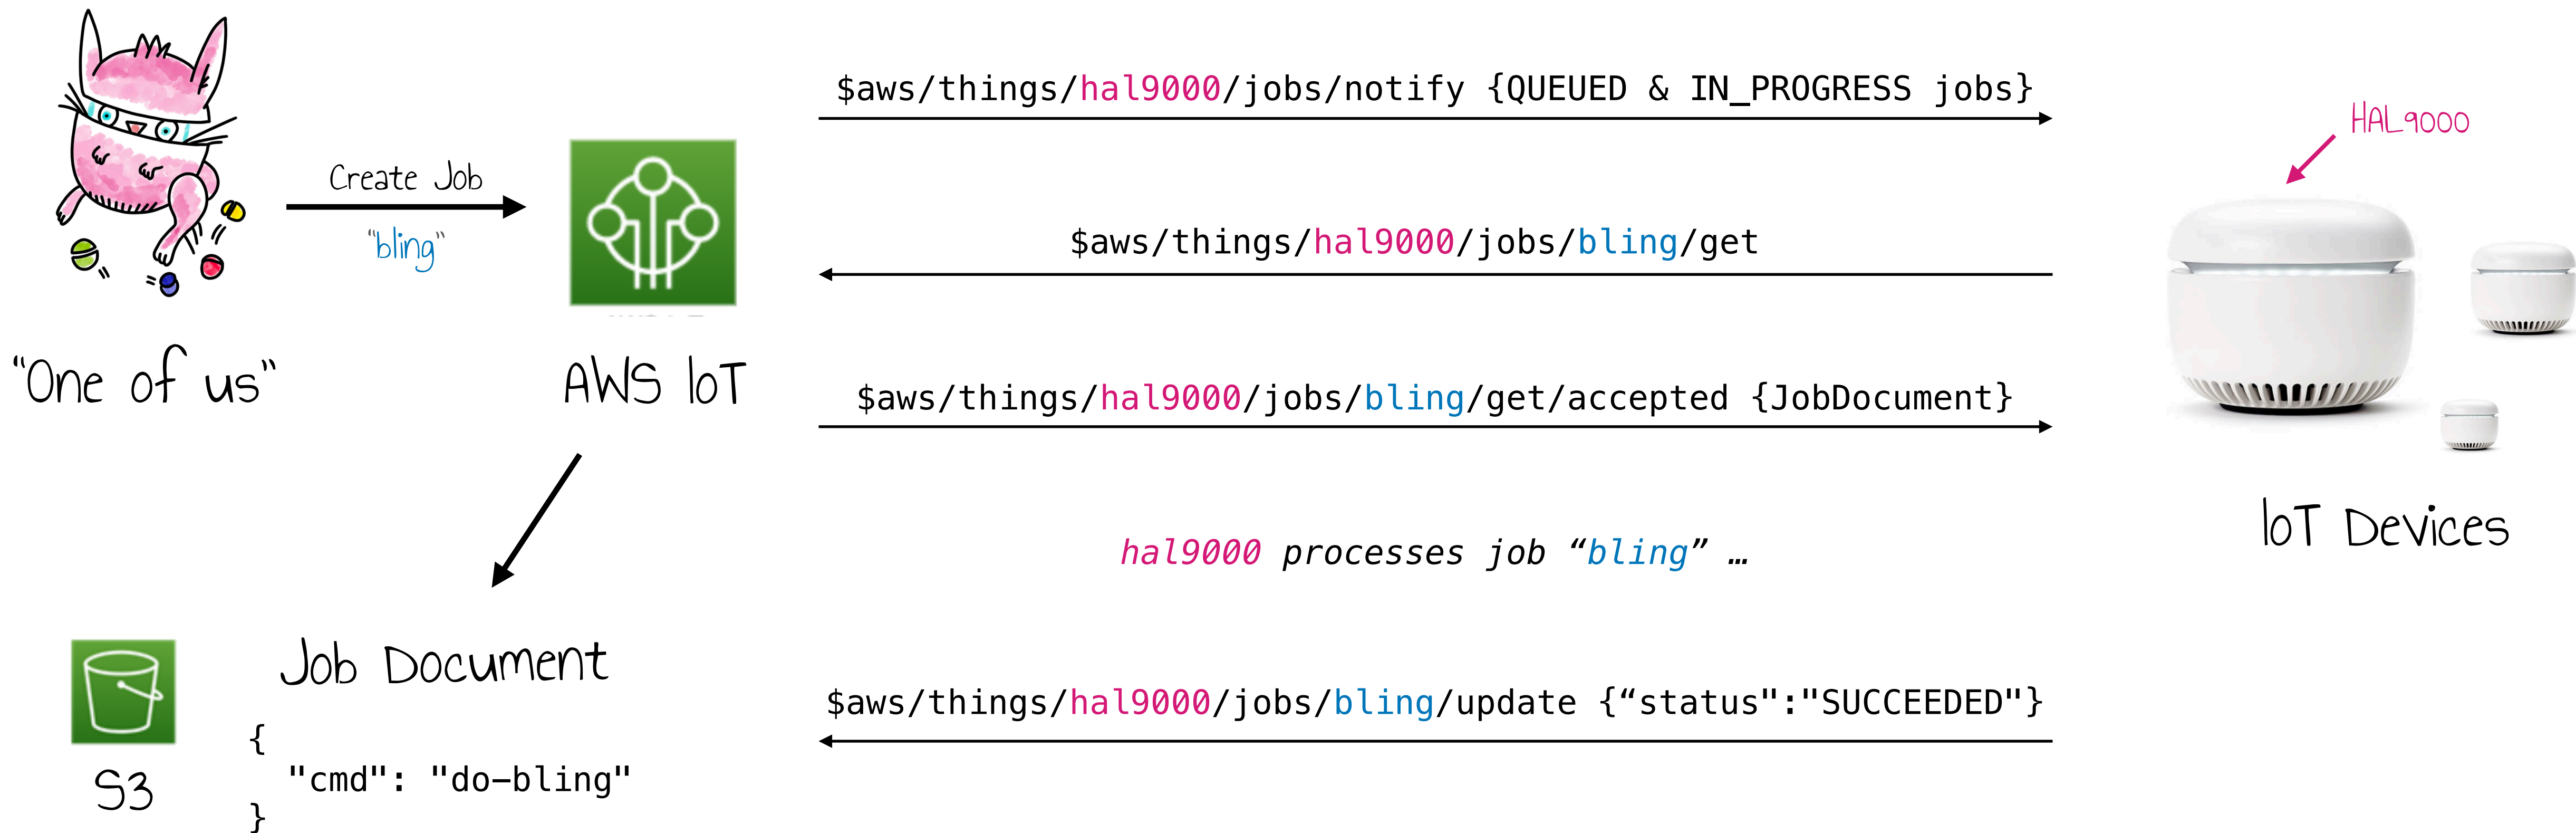 $aws/things/hal9000/jobs/notify {QUEUED & IN_PROGRESS jobs}
HAL9000
Create Job
"bling"
$aws/things/hal9000/jobs/bling/get
"One of us"
AWS IoT
$aws/things/hal9000/jobs/bling/get/accepted {JobDocument}
IoT Devices
hal9000 processes job “bling” …
Job Document
$aws/things/hal9000/jobs/bling/update {“status":"SUCCEEDED"}
{
"cmd": "do-bling"
}
S3